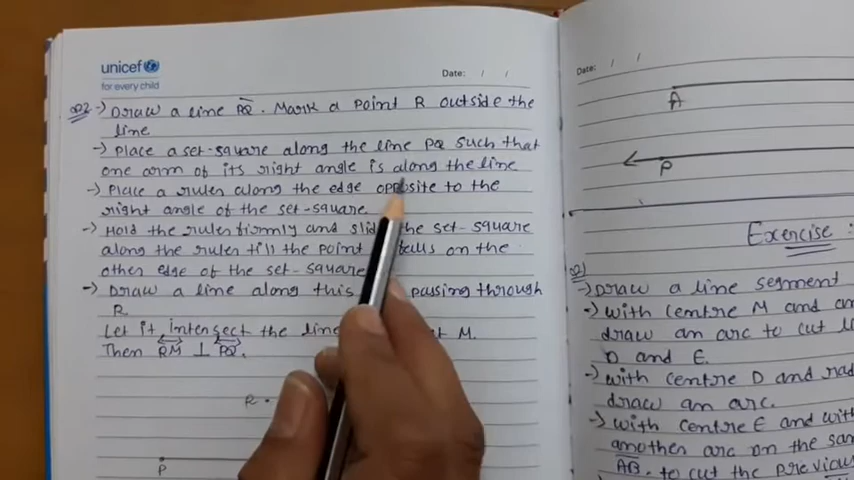 unicef
for every child
Date: / /
Q2 → Draw a line PQ. Mark a point R outside the
line
→ Place a set-square along the line PQ such that
one arm of its right angle is along the line
→ Place a ruler along the edge opposite to the
right angle of the set-square
→ Hold the ruler firmly and the set-square
along the ruler till the point falls on the
other edge of the set-square
→ Draw a line along this passing through
R
Let it intersect the line at M.
Then RM ⊥ PQ.
R.
P
Date: / /
A
P
Exercise:
Q1
→ Draw a line segment
→ with centre M and
draw an arc to cut
D and E.
→ with centre D and
draw an arc.
→ with centre E and with
another arc on the
AB. to cut the previous